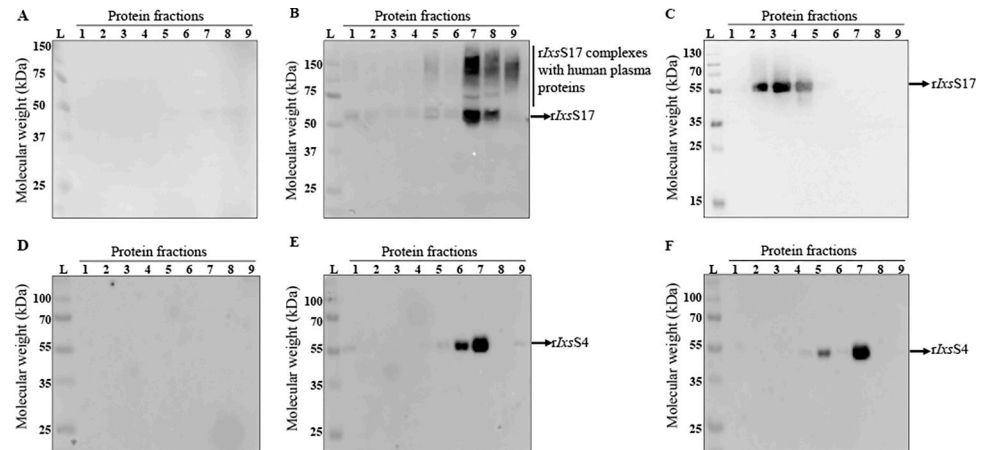 A
Protein fractions
L 1 2 3 4 5 6 7 8 9
Molecular weight (kDa)
150
75
50
37
25
B
Protein fractions
L 1 2 3 4 5 6 7 8 9
Molecular weight (kDa)
150
75
50
37
25
rIxsS17 complexes
with human plasma
proteins
rIxsS17
C
Protein fractions
L 1 2 3 4 5 6 7 8 9
Molecular weight (kDa)
130
70
55
35
25
15
rIxsS17
D
Protein fractions
L 1 2 3 4 5 6 7 8 9
Molecular weight (kDa)
100
70
55
35
25
E
Protein fractions
L 1 2 3 4 5 6 7 9
Molecular weight (kDa)
100
70
55
35
25
rIxsS4
F
Protein fractions
L 1 2 3 4 5 6 7 8 9
Molecular weight (kDa)
100
70
55
35
25
rIxsS4